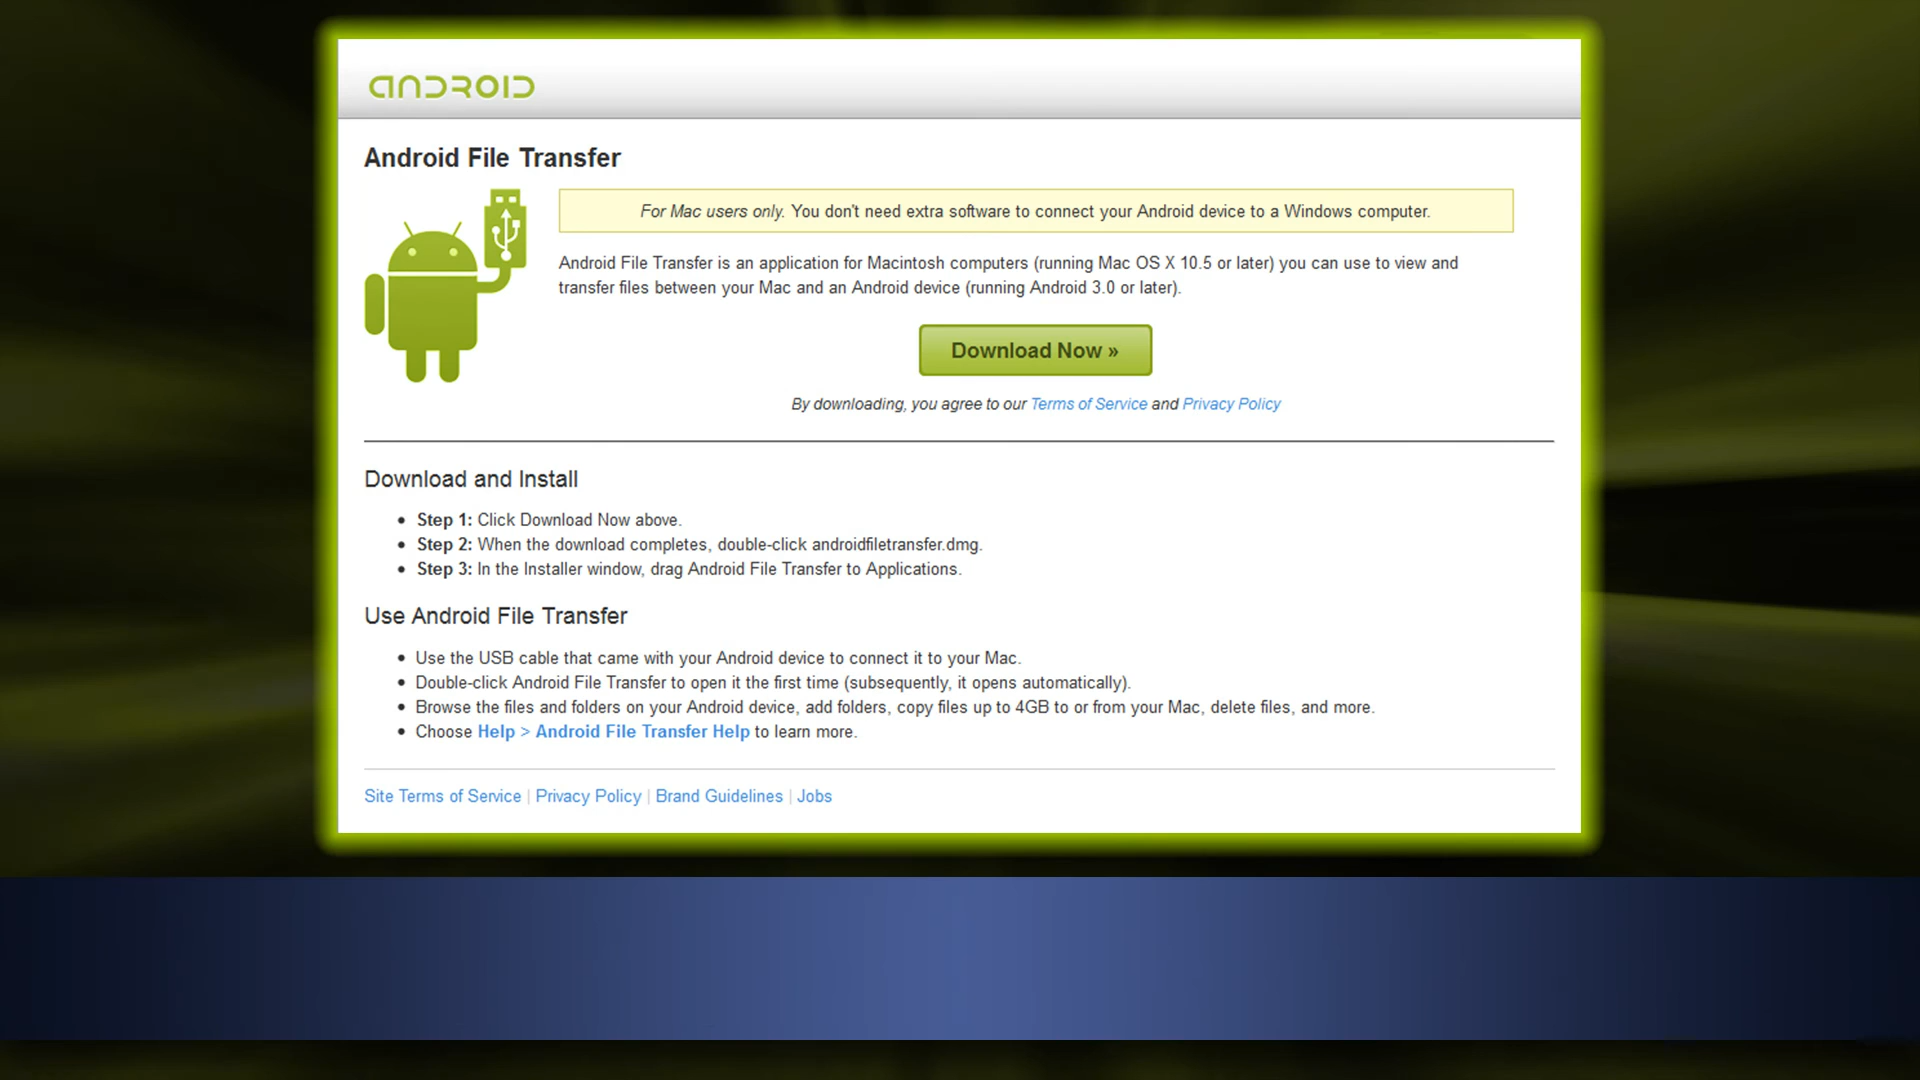 ANDROID
Android File Transfer
For Mac users only. You don't need extra software to connect your Android device to a Windows computer.
Android File Transfer is an application for Macintosh computers (running Mac OS X 10.5 or later) you can use to view and
transfer files between your Mac and an Android device (running Android 3.0 or later).
Download Now »
By downloading, you agree to our Terms of Service and Privacy Policy
Download and Install
• Step 1: Click Download Now above.
• Step 2: When the download completes, double-click androidfiletransfer.dmg.
• Step 3: In the Installer window, drag Android File Transfer to Applications.
Use Android File Transfer
• Use the USB cable that came with your Android device to connect it to your Mac.
• Double-click Android File Transfer to open it the first time (subsequently, it opens automatically).
• Browse the files and folders on your Android device, add folders, copy files up to 4GB to or from your Mac, delete files, and more.
• Choose Help > Android File Transfer Help to learn more.
Site Terms of Service | Privacy Policy | Brand Guidelines | Jobs